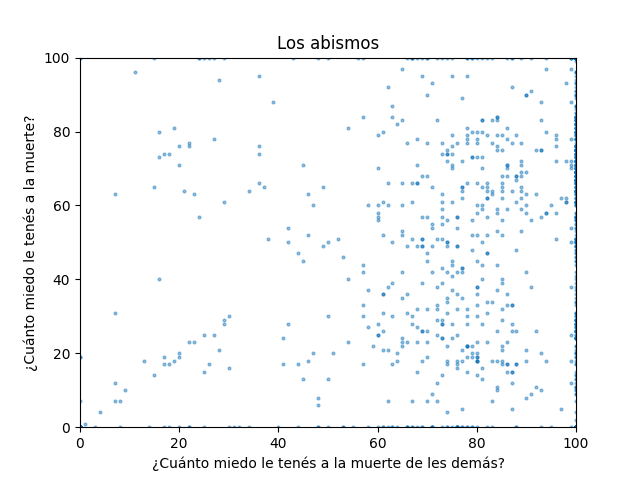 Los abismos
100
80
60
40
20
0
¿Cuánto miedo le tenés a la muerte?
0 20 40 60 80 100
¿Cuánto miedo le tenés a la muerte de les demás?